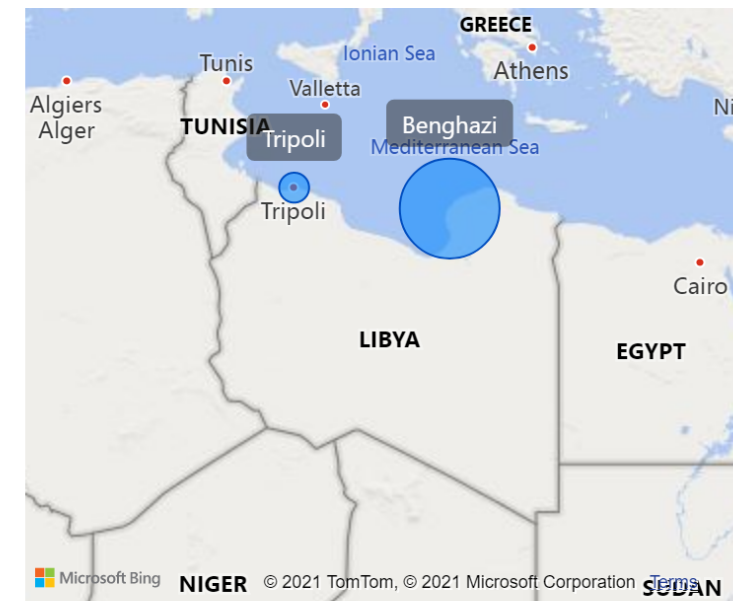 GREECE
Ionian Sea
Tunis
Athens
Valletta
Algiers
Alger
Ni
TUNISIA
Tripoli
Benghazi
Mediterranean Sea
Tripoli
Cairo
LIBYA
EGYPT
Microsoft Bing
NIGER
© 2021 TomTom, © 2021 Microsoft Corporation
Terms
SUDAN